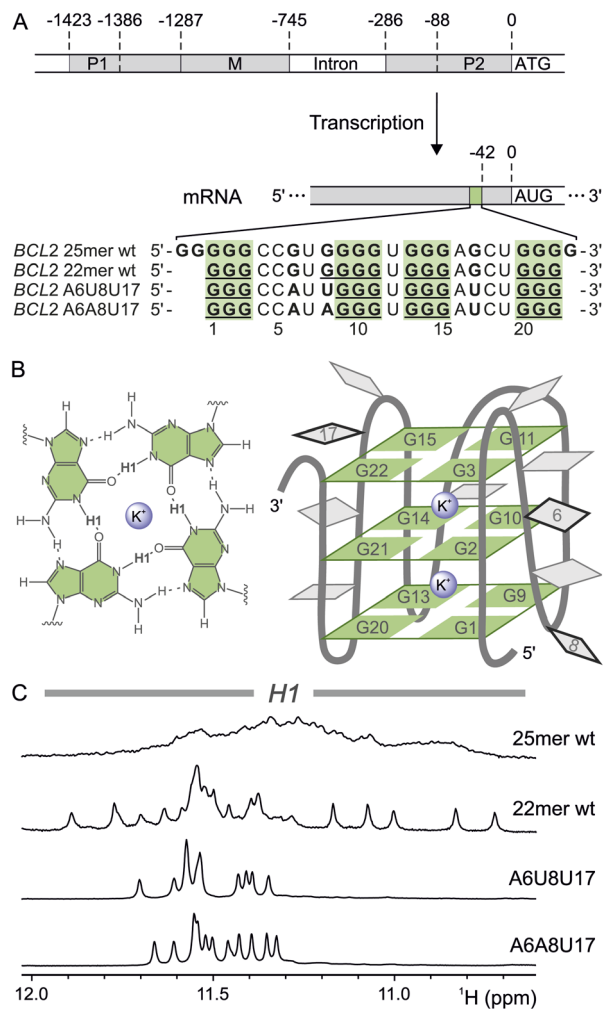 A
-1423 -1386 -1287 -745 -286 -88 0
P1 M Intron P2 ATG
Transcription
-42 0
mRNA 5' ··· AUG ··· 3'
BCL2 25mer wt 5'- GGGGGCCGUGGGGUGGGAGCUGGGG -3'
BCL2 22mer wt 5'- GGGCCGUGGGGUGGGAGCUGGG -3'
BCL2 A6U8U17 5'- GGGCCAUUGGGUGGGAUCUGGG -3'
BCL2 A6A8U17 5'- GGGCCAUAGGGUGGGAUCUGGG -3'
1 5 10 15 20
B
H N N H N H N N
N N H N H1 N N
O O
N H1 K⁺ H1
N H O O
H N N H1 N N
N N H N N H
H
17 G15 G11
G22 G3
3' G14 K⁺ G10 6
G21 G2
G13 K⁺ G9
G20 G1 8
5'
C
H1
25mer wt
22mer wt
A6U8U17
A6A8U17
12.0 11.5 11.0 ¹H (ppm)